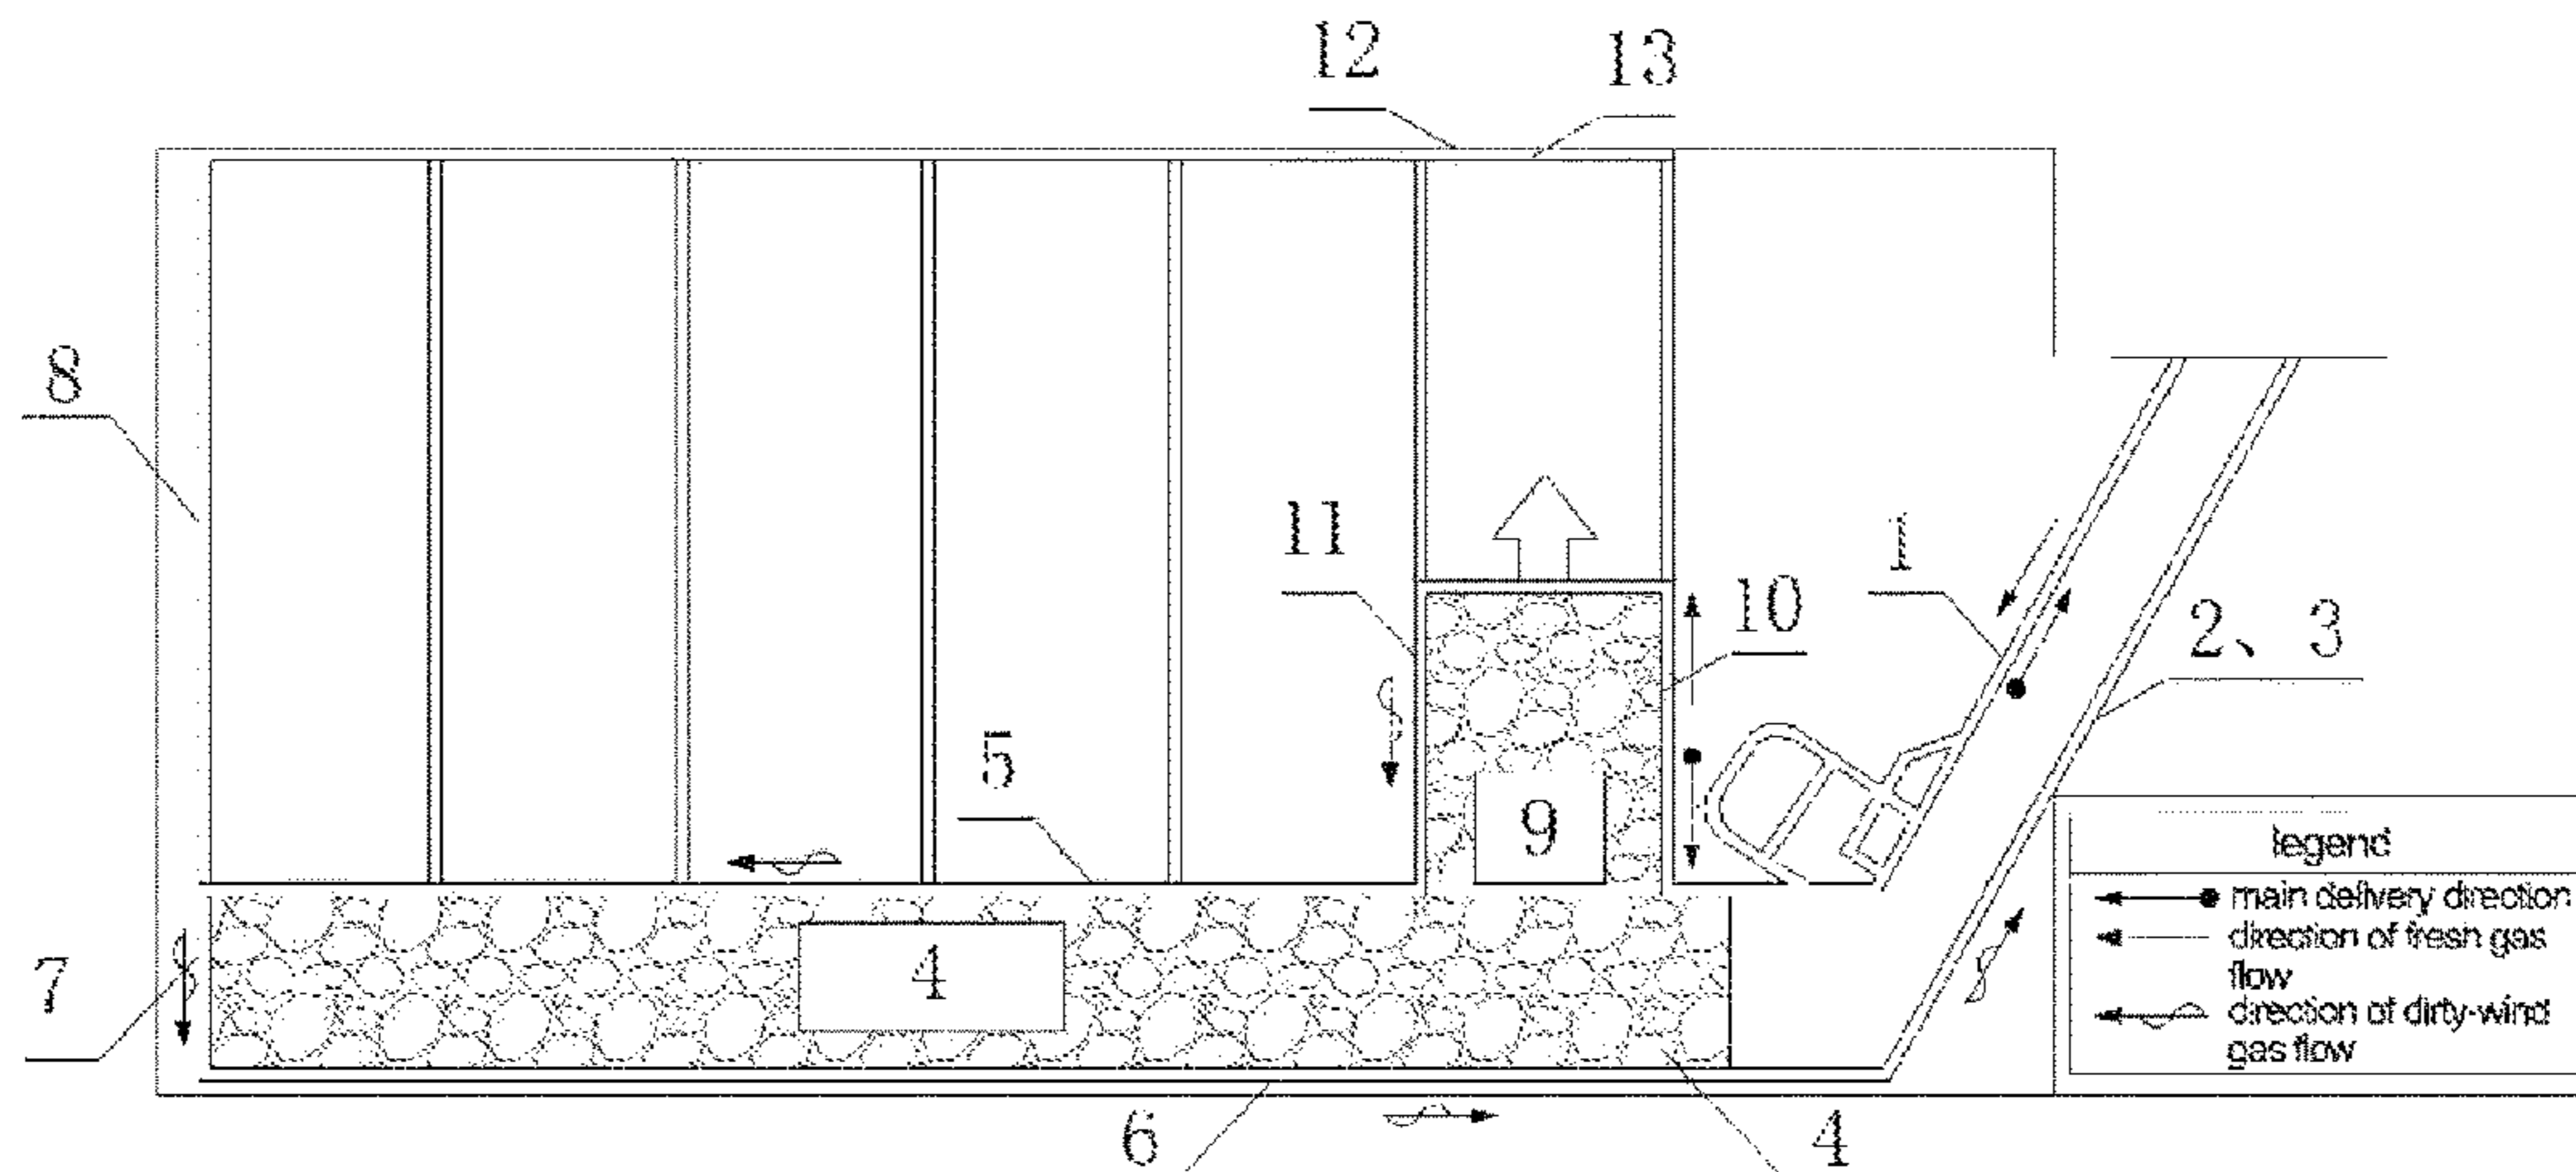 12
13
8
11
1
10
2、 3
5
9
4
7
6
4
legend
main delivery direction
direction of fresh gas
flow
direction of dirty-wind
gas flow